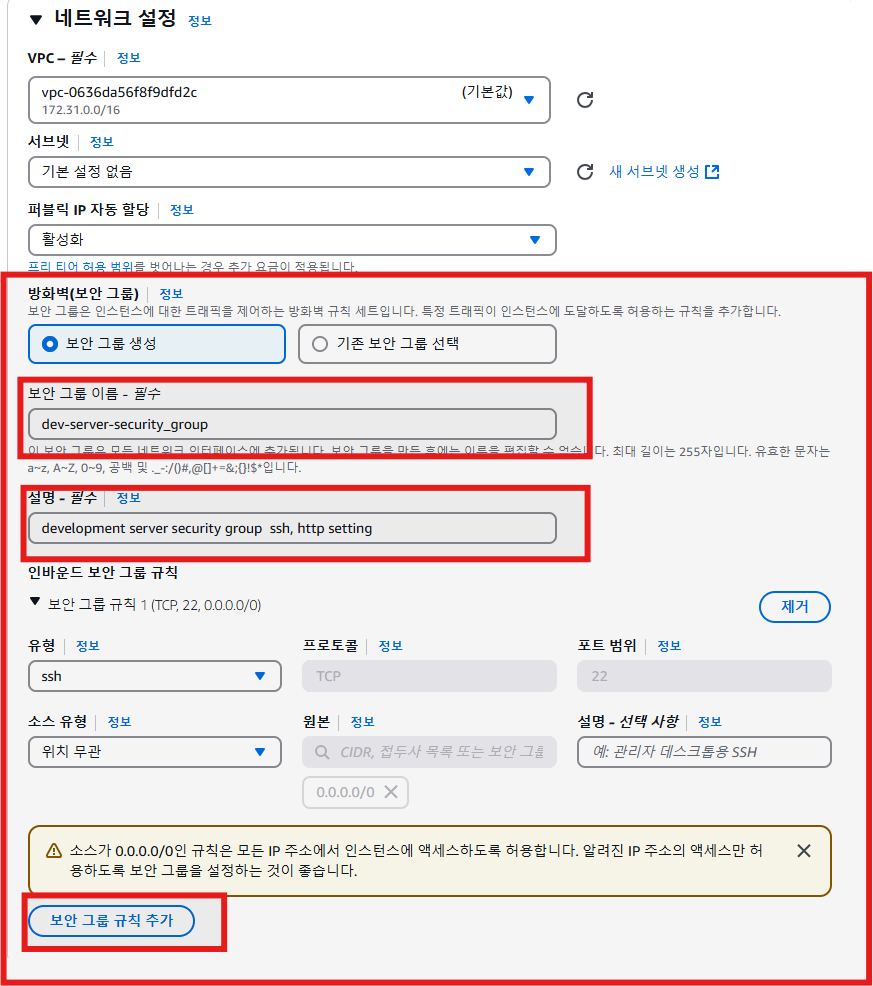 ▼ 네트워크 설정 정보
VPC – 필수 정보
vpc-0636da56f8f9dfd2c (기본값)
172.31.0.0/16
서브넷 정보
기본 설정 없음 새 서브넷 생성
퍼블릭 IP 자동 할당 정보
활성화
프리 티어 허용 범위를 벗어나는 경우 추가 요금이 적용됩니다.
방화벽(보안 그룹) 정보
보안 그룹은 인스턴스에 대한 트래픽을 제어하는 방화벽 규칙 세트입니다. 특정 트래픽이 인스턴스에 도달하도록 허용하는 규칙을 추가합니다.
보안 그룹 생성 기존 보안 그룹 선택
보안 그룹 이름 - 필수
dev-server-security_group
이 보안 그룹은 모든 네트워크 인터페이스에 추가됩니다. 보안 그룹을 만든 후에는 이름을 편집할 수 없습니다. 최대 길이는 255자입니다. 유효한 문자는
a~z, A~Z, 0~9, 공백 및 ._-:/()#,@[]+=&;{}!$*입니다.
설명 - 필수 정보
development server security group  ssh, http setting
인바운드 보안 그룹 규칙
▼ 보안 그룹 규칙 1 (TCP, 22, 0.0.0.0/0) 제거
유형 정보 프로토콜 정보 포트 범위 정보
ssh TCP 22
소스 유형 정보 원본 정보 설명 - 선택 사항 정보
위치 무관 CIDR, 접두사 목록 또는 보안 그룹 예: 관리자 데스크톱용 SSH
0.0.0.0/0
소스가 0.0.0.0/0인 규칙은 모든 IP 주소에서 인스턴스에 액세스하도록 허용합니다. 알려진 IP 주소의 액세스만 허
용하도록 보안 그룹을 설정하는 것이 좋습니다.
보안 그룹 규칙 추가